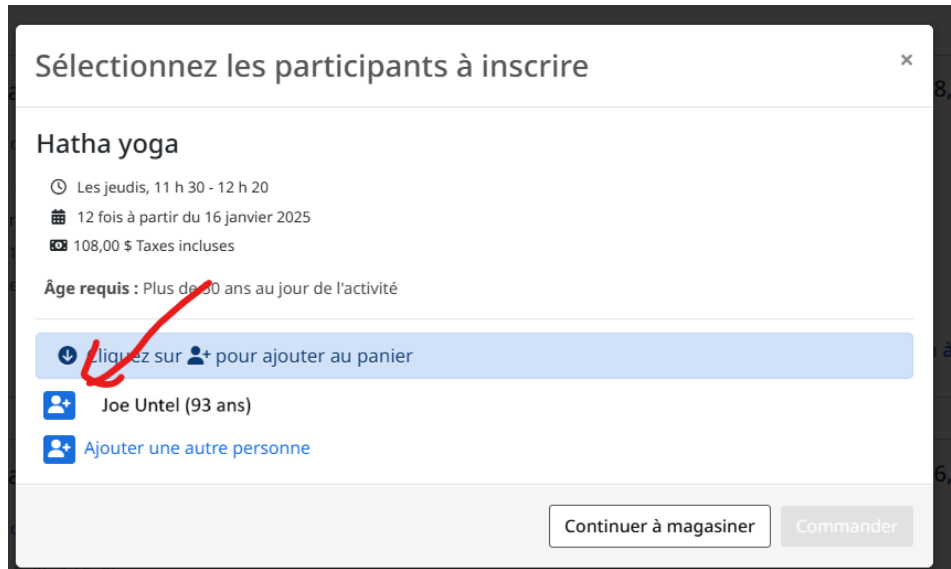 Sélectionnez les participants à inscrire ×
Hatha yoga
Les jeudis, 11 h 30 - 12 h 20
12 fois à partir du 16 janvier 2025
108,00 $ Taxes incluses
Âge requis : Plus de ans au jour de l'activité
Cliquez sur pour ajouter au panier
Joe Untel (93 ans)
Ajouter une autre personne
Continuer à magasiner Commander